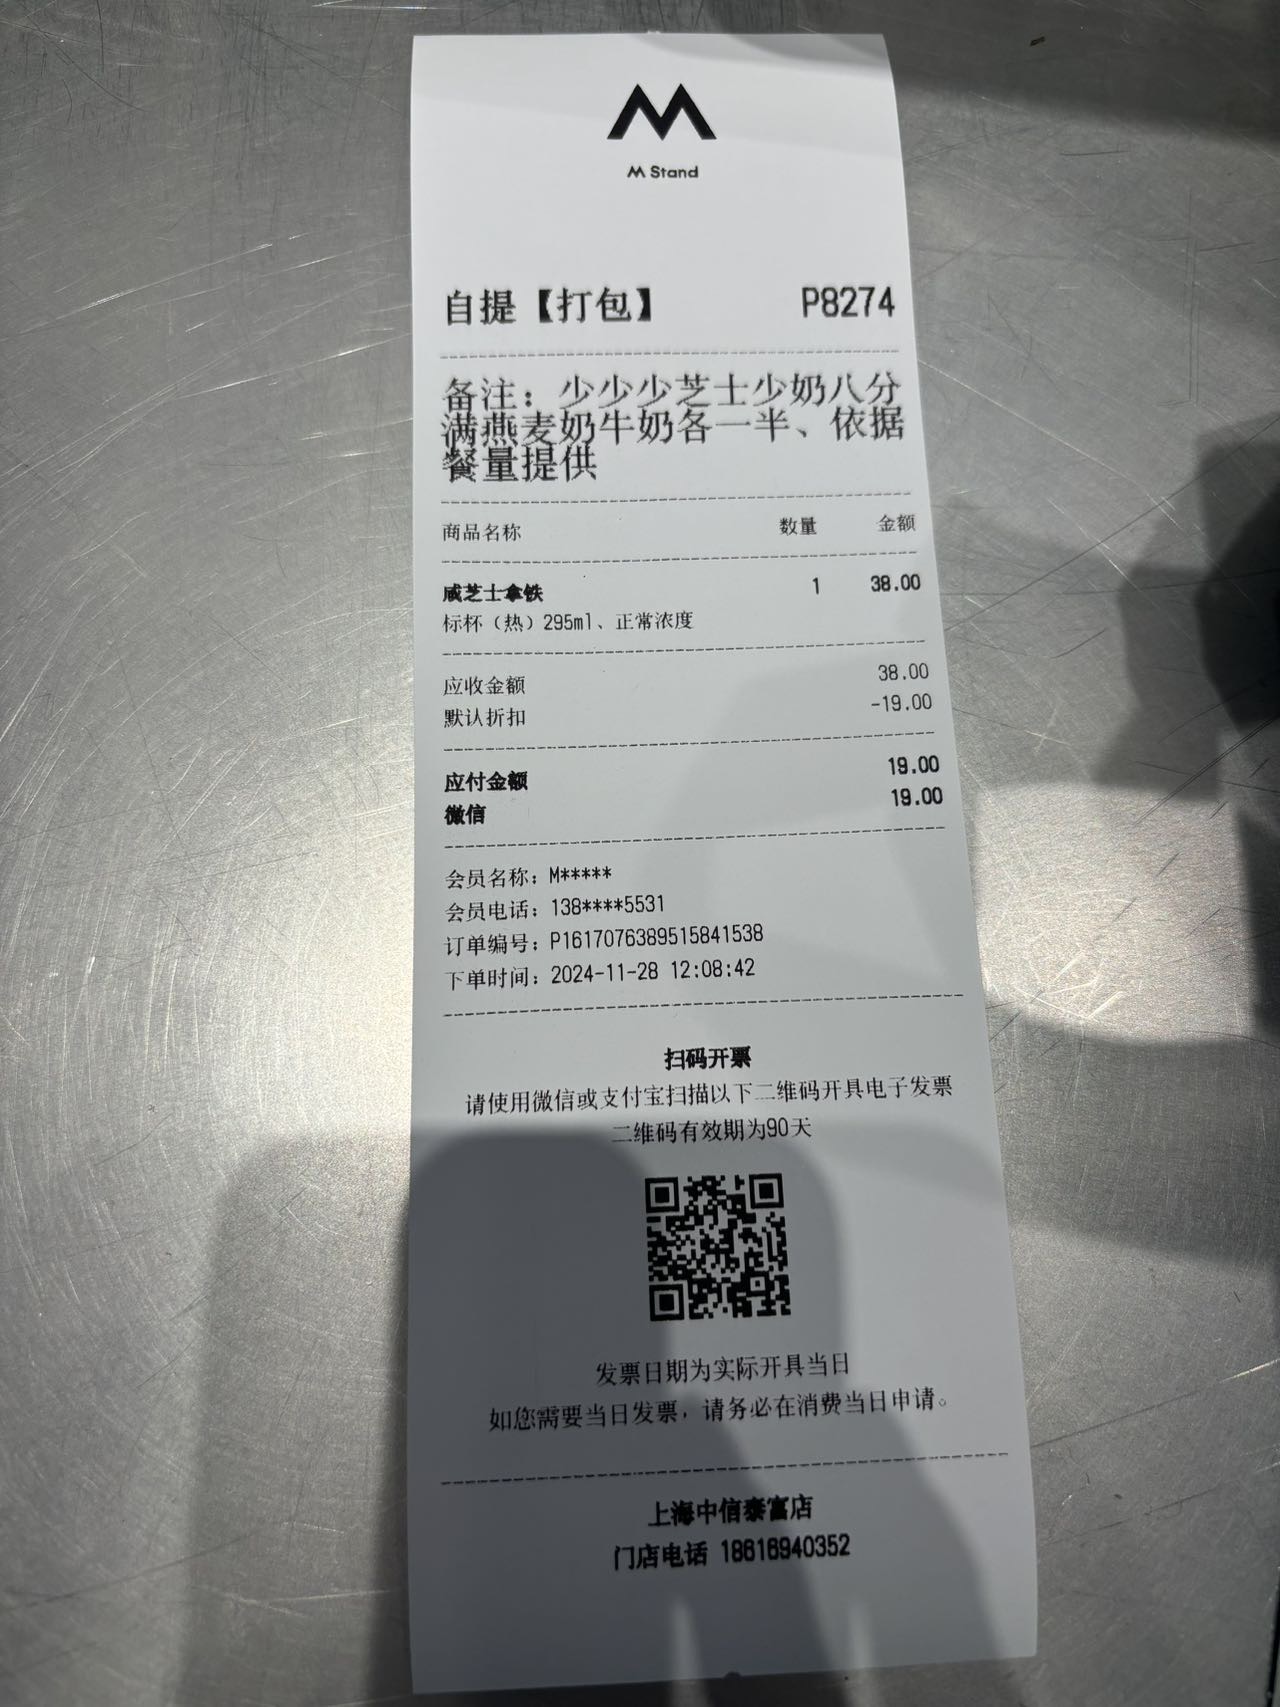 M Stand
自提【打包】 P8274
备注：少少少芝士少奶八分
满燕麦奶牛奶各一半、依据
餐量提供
商品名称 数量 金额
咸芝士拿铁 1 38.00
标杯（热）295ml、正常浓度
应收金额 38.00
默认折扣 -19.00
应付金额 19.00
微信 19.00
会员名称：M*****
会员电话：138****5531
订单编号：P1617076389515841538
下单时间：2024-11-28 12:08:42
扫码开票
请使用微信或支付宝扫描以下二维码开具电子发票
二维码有效期为90天
发票日期为实际开具当日
如您需要当日发票，请务必在消费当日申请。
上海中信泰富店
门店电话 18616940352